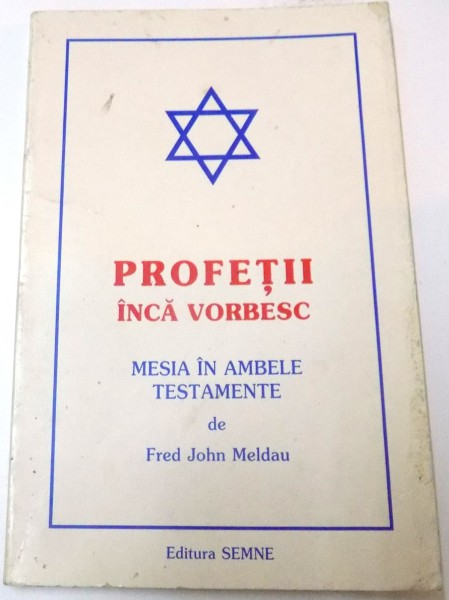 PROFEȚII
ÎNCĂ VORBESC
MESIA ÎN AMBELE
TESTAMENTE
de
Fred John Meldau
Editura SEMNE